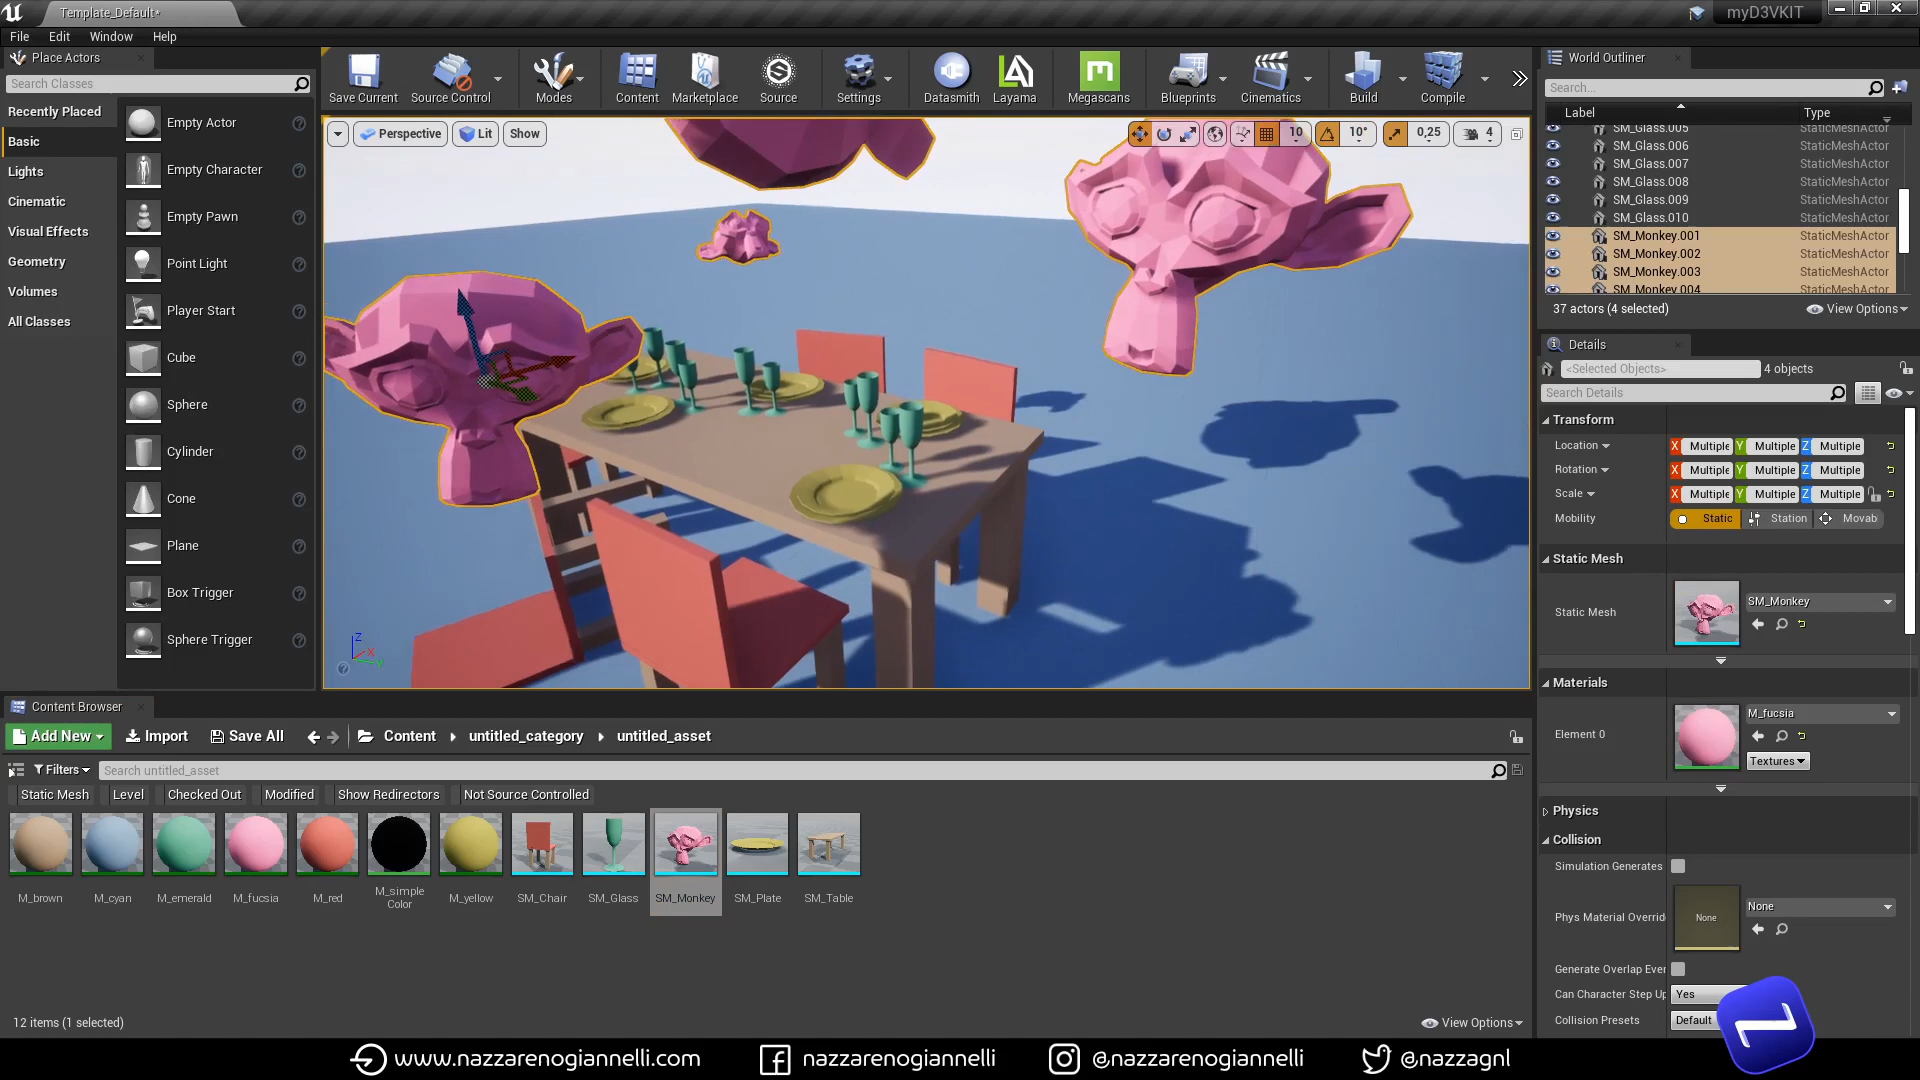 Template_Default*
myD3VKIT
File Edit Window Help
Place Actors
Search Classes
Recently Placed
Basic
Lights
Cinematic
Visual Effects
Geometry
Volumes
All Classes
Empty Actor
Empty Character
Empty Pawn
Point Light
Player Start
Cube
Sphere
Cylinder
Cone
Plane
Box Trigger
Sphere Trigger
Save Current Source Control Modes Content Marketplace Source Settings Datasmith Layama Megascans Blueprints Cinematics Build Compile
Perspective Lit Show
10 10° 0,25 4
Z X Y
World Outliner
Search...
Label Type
SM_Glass.005 StaticMeshActor
SM_Glass.006 StaticMeshActor
SM_Glass.007 StaticMeshActor
SM_Glass.008 StaticMeshActor
SM_Glass.009 StaticMeshActor
SM_Glass.010 StaticMeshActor
SM_Monkey.001 StaticMeshActor
SM_Monkey.002 StaticMeshActor
SM_Monkey.003 StaticMeshActor
SM_Monkey.004 StaticMeshActor
37 actors (4 selected) View Options
Details
<Selected Objects> 4 objects
Search Details
Transform
Location X Multiple Y Multiple Z Multiple
Rotation X Multiple Y Multiple Z Multiple
Scale X Multiple Y Multiple Z Multiple
Mobility Static Station Movab
Static Mesh
Static Mesh SM_Monkey
Materials
Element 0 M_fucsia
Textures
Physics
Collision
Simulation Generates
Phys Material Overrid None None
Generate Overlap Ever
Can Character Step Up Yes
Collision Presets Default
Content Browser
Add New Import Save All Content untitled_category untitled_asset
Filters Search untitled_asset
Static Mesh Level Checked Out Modified Show Redirectors Not Source Controlled
M_brown M_cyan M_emerald M_fucsia M_red M_simple Color M_yellow SM_Chair SM_Glass SM_Monkey SM_Plate SM_Table
12 items (1 selected) View Options
www.nazzarenogiannelli.com nazzarenogiannelli @nazzarenogiannelli @nazzagnl